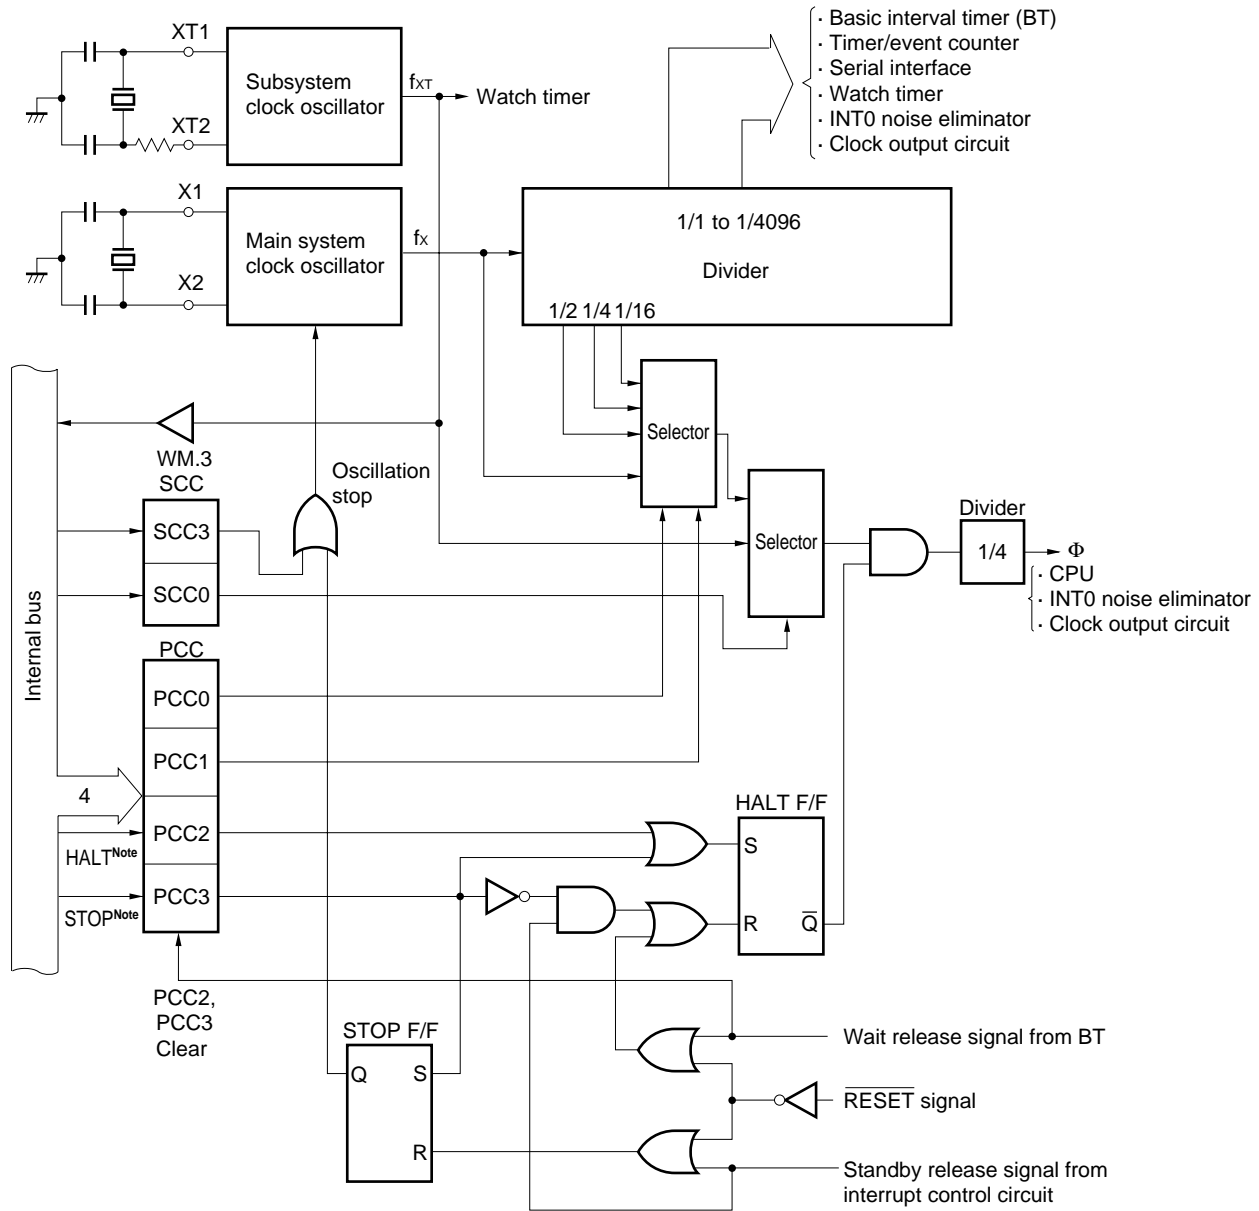 XT1
XT2
Subsystem
clock oscillator
fXT
Watch timer
· Basic interval timer (BT)
· Timer/event counter
· Serial interface
· Watch timer
· INT0 noise eliminator
· Clock output circuit
X1
X2
Main system
clock oscillator
fX
1/1 to 1/4096
Divider
1/2 1/4 1/16
Selector
Internal bus
WM.3
SCC
SCC3
SCC0
Oscillation
stop
Selector
Divider
1/4
Φ
· CPU
· INT0 noise eliminator
· Clock output circuit
PCC
PCC0
PCC1
PCC2
PCC3
4
HALTNote
STOPNote
HALT F/F
S
R
Q̅
PCC2,
PCC3
Clear
STOP F/F
Q
S
R
Wait release signal from BT
R̅E̅S̅E̅T̅ signal
Standby release signal from
interrupt control circuit